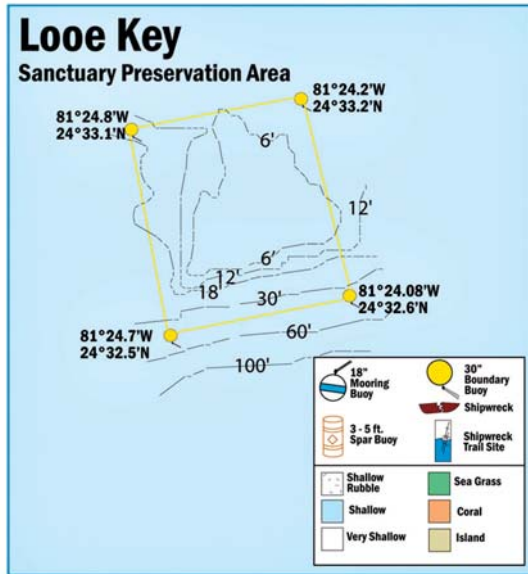 Looe Key
Sanctuary Preservation Area
81°24.2'W
24°33.2'N
81°24.8'W
24°33.1'N
6'
12'
6'
12'
18'
30'
81°24.08'W
24°32.6'N
81°24.7'W
24°32.5'N
60'
100'
18"
Mooring
Buoy
30"
Boundary
Buoy
Shipwreck
3 - 5 ft.
Spar Buoy
Shipwreck
Trail Site
Shallow
Rubble
Sea Grass
Shallow
Coral
Very Shallow
Island